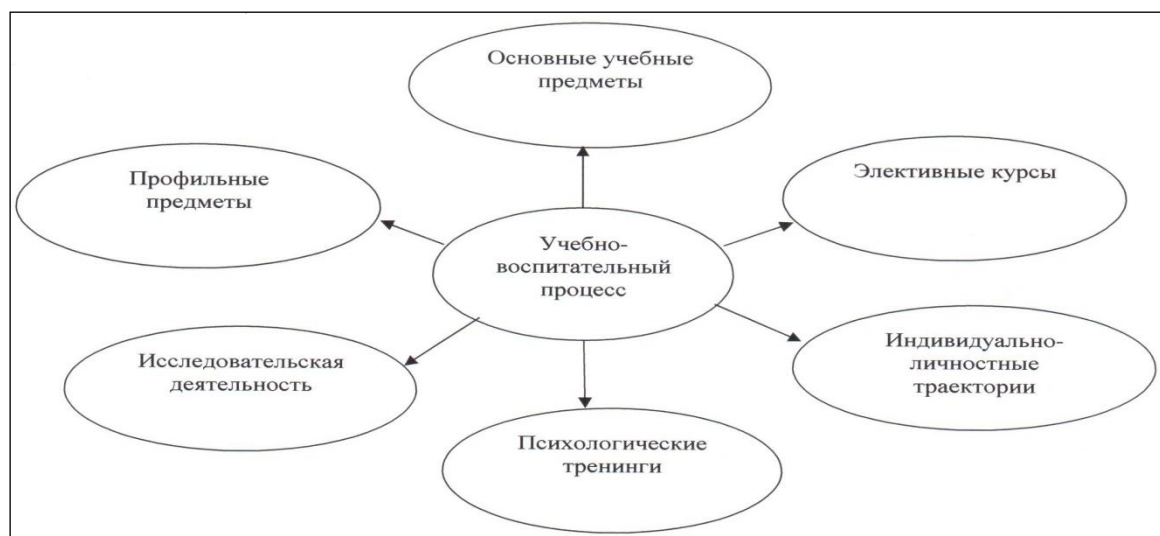 Основные учебные
предметы
Профильные
предметы
Элективные курсы
Учебно-
воспитательный
процесс
Исследовательская
деятельность
Индивидуально-
личностные
траектории
Психологические
тренинги